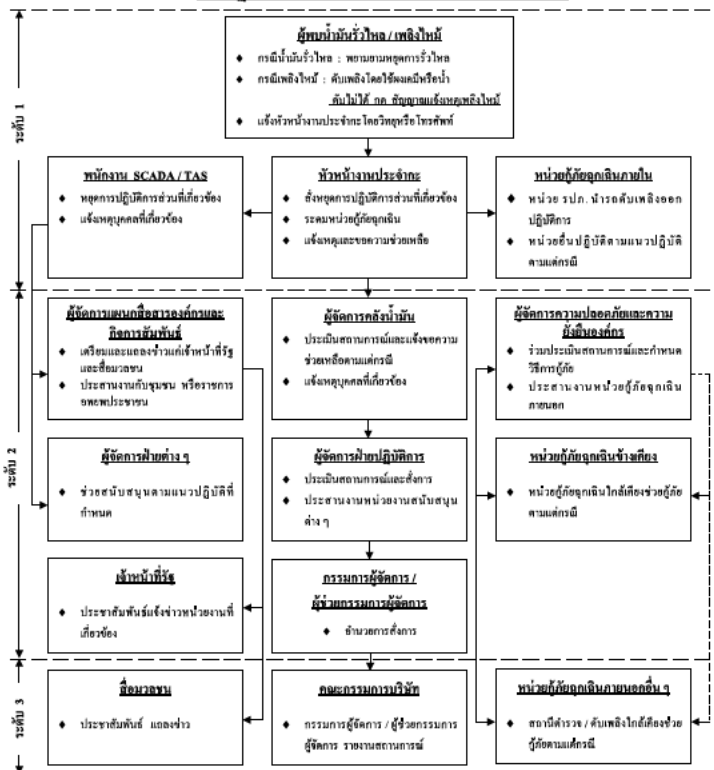 ระดับ 1
ผู้พบน้ำมันรั่วไหล / เพลิงไหม้
♦ กรณีน้ำมันรั่วไหล : พยายามหยุดการรั่วไหล
♦ กรณีเพลิงไหม้ : ดับเพลิงโดยใช้ผงเคมีหรือน้ำ
ดับไม่ได้ กด สัญญาณแจ้งเหตุเพลิงไหม้
♦ แจ้งหัวหน้างานประจำกะโดยวิทยุหรือโทรศัพท์
พนักงาน SCADA / TAS
♦ หยุดการปฏิบัติการส่วนที่เกี่ยวข้อง
♦ แจ้งเหตุบุคคลที่เกี่ยวข้อง
หัวหน้างานประจำกะ
♦ สั่งหยุดการปฏิบัติการส่วนที่เกี่ยวข้อง
♦ ระดมหน่วยกู้ภัยฉุกเฉิน
♦ แจ้งเหตุและขอความช่วยเหลือ
หน่วยกู้ภัยฉุกเฉินภายใน
♦ หน่วย รปภ. นำรถดับเพลิงออก
ปฏิบัติการ
♦ หน่วยอื่นปฏิบัติตามแนวปฏิบัติ
ตามแต่กรณี
ระดับ 2
ผู้จัดการแผนกสื่อสารองค์กรและ
กิจการสัมพันธ์
♦ เตรียมและแถลงข่าวแก่เจ้าหน้าที่รัฐ
และสื่อมวลชน
♦ ประสานงานกับชุมชน หรือราชการ
อพยพประชาชน
ผู้จัดการคลังน้ำมัน
♦ ประเมินสถานการณ์และแจ้งขอความ
ช่วยเหลือตามแต่กรณี
♦ แจ้งเหตุบุคคลที่เกี่ยวข้อง
ผู้จัดการความปลอดภัยและความ
ยั่งยืนองค์กร
♦ ร่วมประเมินสถานการณ์และกำหนด
วิธีการกู้ภัย
♦ ประสานงานหน่วยกู้ภัยฉุกเฉิน
ภายนอก
ผู้จัดการฝ่ายต่าง ๆ
♦ ช่วยสนับสนุนตามแนวปฏิบัติที่
กำหนด
ผู้จัดการฝ่ายปฏิบัติการ
♦ ประเมินสถานการณ์และสั่งการ
♦ ประสานงานหน่วยงานสนับสนุน
ต่าง ๆ
หน่วยกู้ภัยฉุกเฉินข้างเคียง
♦ หน่วยกู้ภัยฉุกเฉินใกล้เคียงช่วยกู้ภัย
ตามแต่กรณี
เจ้าหน้าที่รัฐ
♦ ประชาสัมพันธ์แจ้งข่าวหน่วยงานที่
เกี่ยวข้อง
กรรมการผู้จัดการ /
ผู้ช่วยกรรมการผู้จัดการ
♦ อำนวยการสั่งการ
ระดับ 3
สื่อมวลชน
♦ ประชาสัมพันธ์ แถลงข่าว
คณะกรรมการบริษัท
♦ กรรมการผู้จัดการ / ผู้ช่วยกรรมการ
ผู้จัดการ รายงานสถานการณ์
หน่วยกู้ภัยฉุกเฉินภายนอกอื่น ๆ
♦ สถานีตำรวจ / ดับเพลิงใกล้เคียงช่วย
กู้ภัยตามแต่กรณี